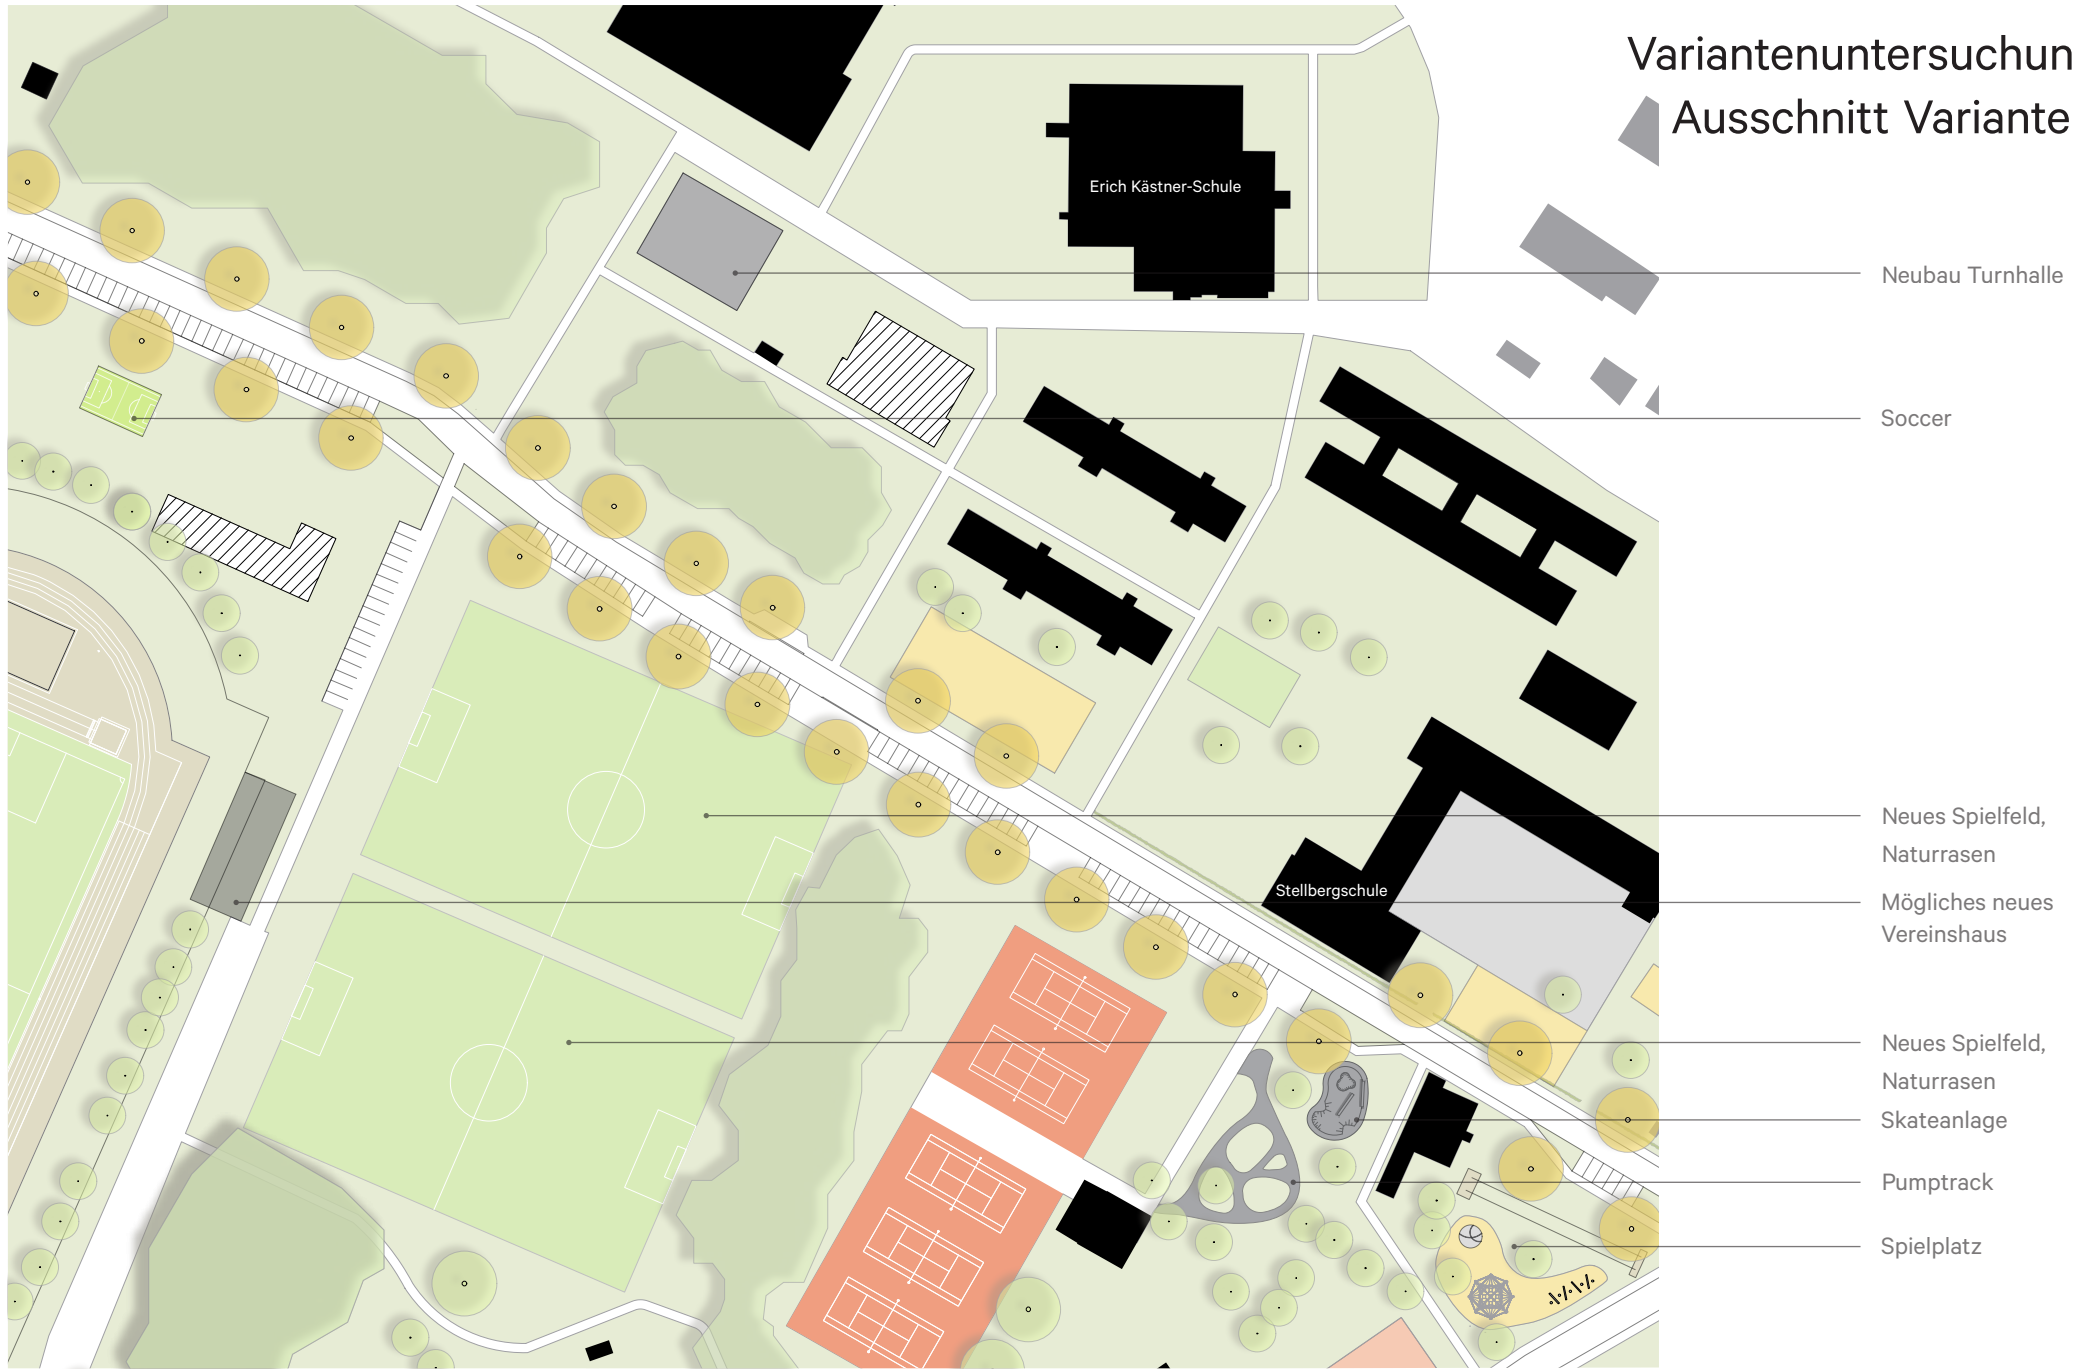 Variantenuntersuchun
Ausschnitt Variante
Erich Kästner-Schule
Neubau Turnhalle
Soccer
Neues Spielfeld,
Naturrasen
Stellbergschule
Mögliches neues
Vereinshaus
Neues Spielfeld,
Naturrasen
Skateanlage
Pumptrack
Spielplatz